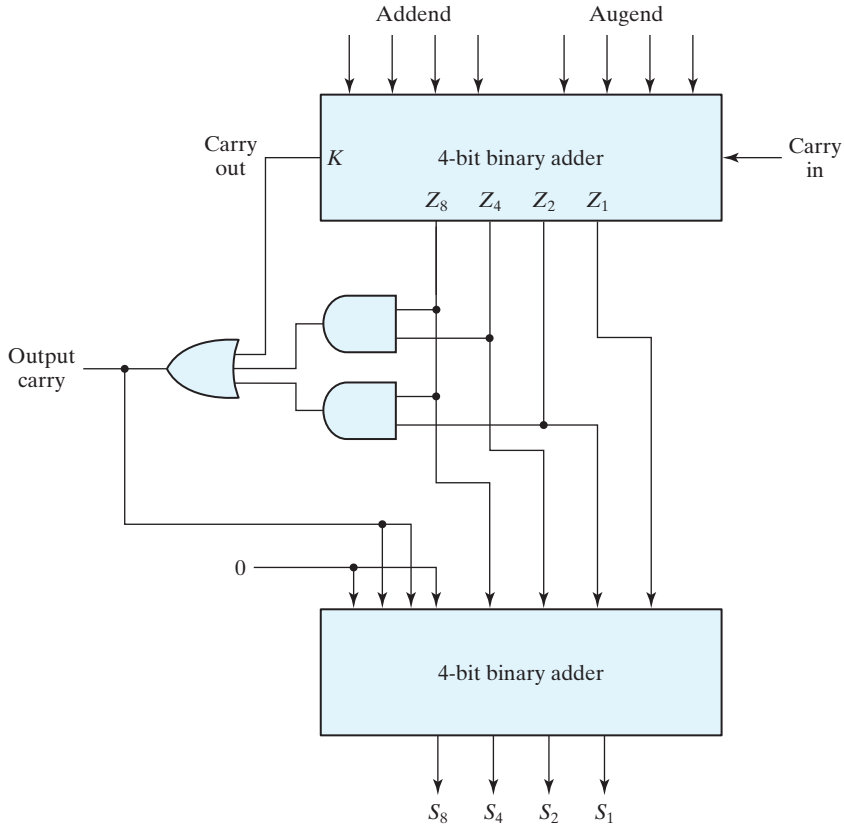 Addend
Augend
Carry
out
K
4-bit binary adder
Carry
in
Z₈ Z₄ Z₂ Z₁
Output
carry
0
4-bit binary adder
S₈ S₄ S₂ S₁